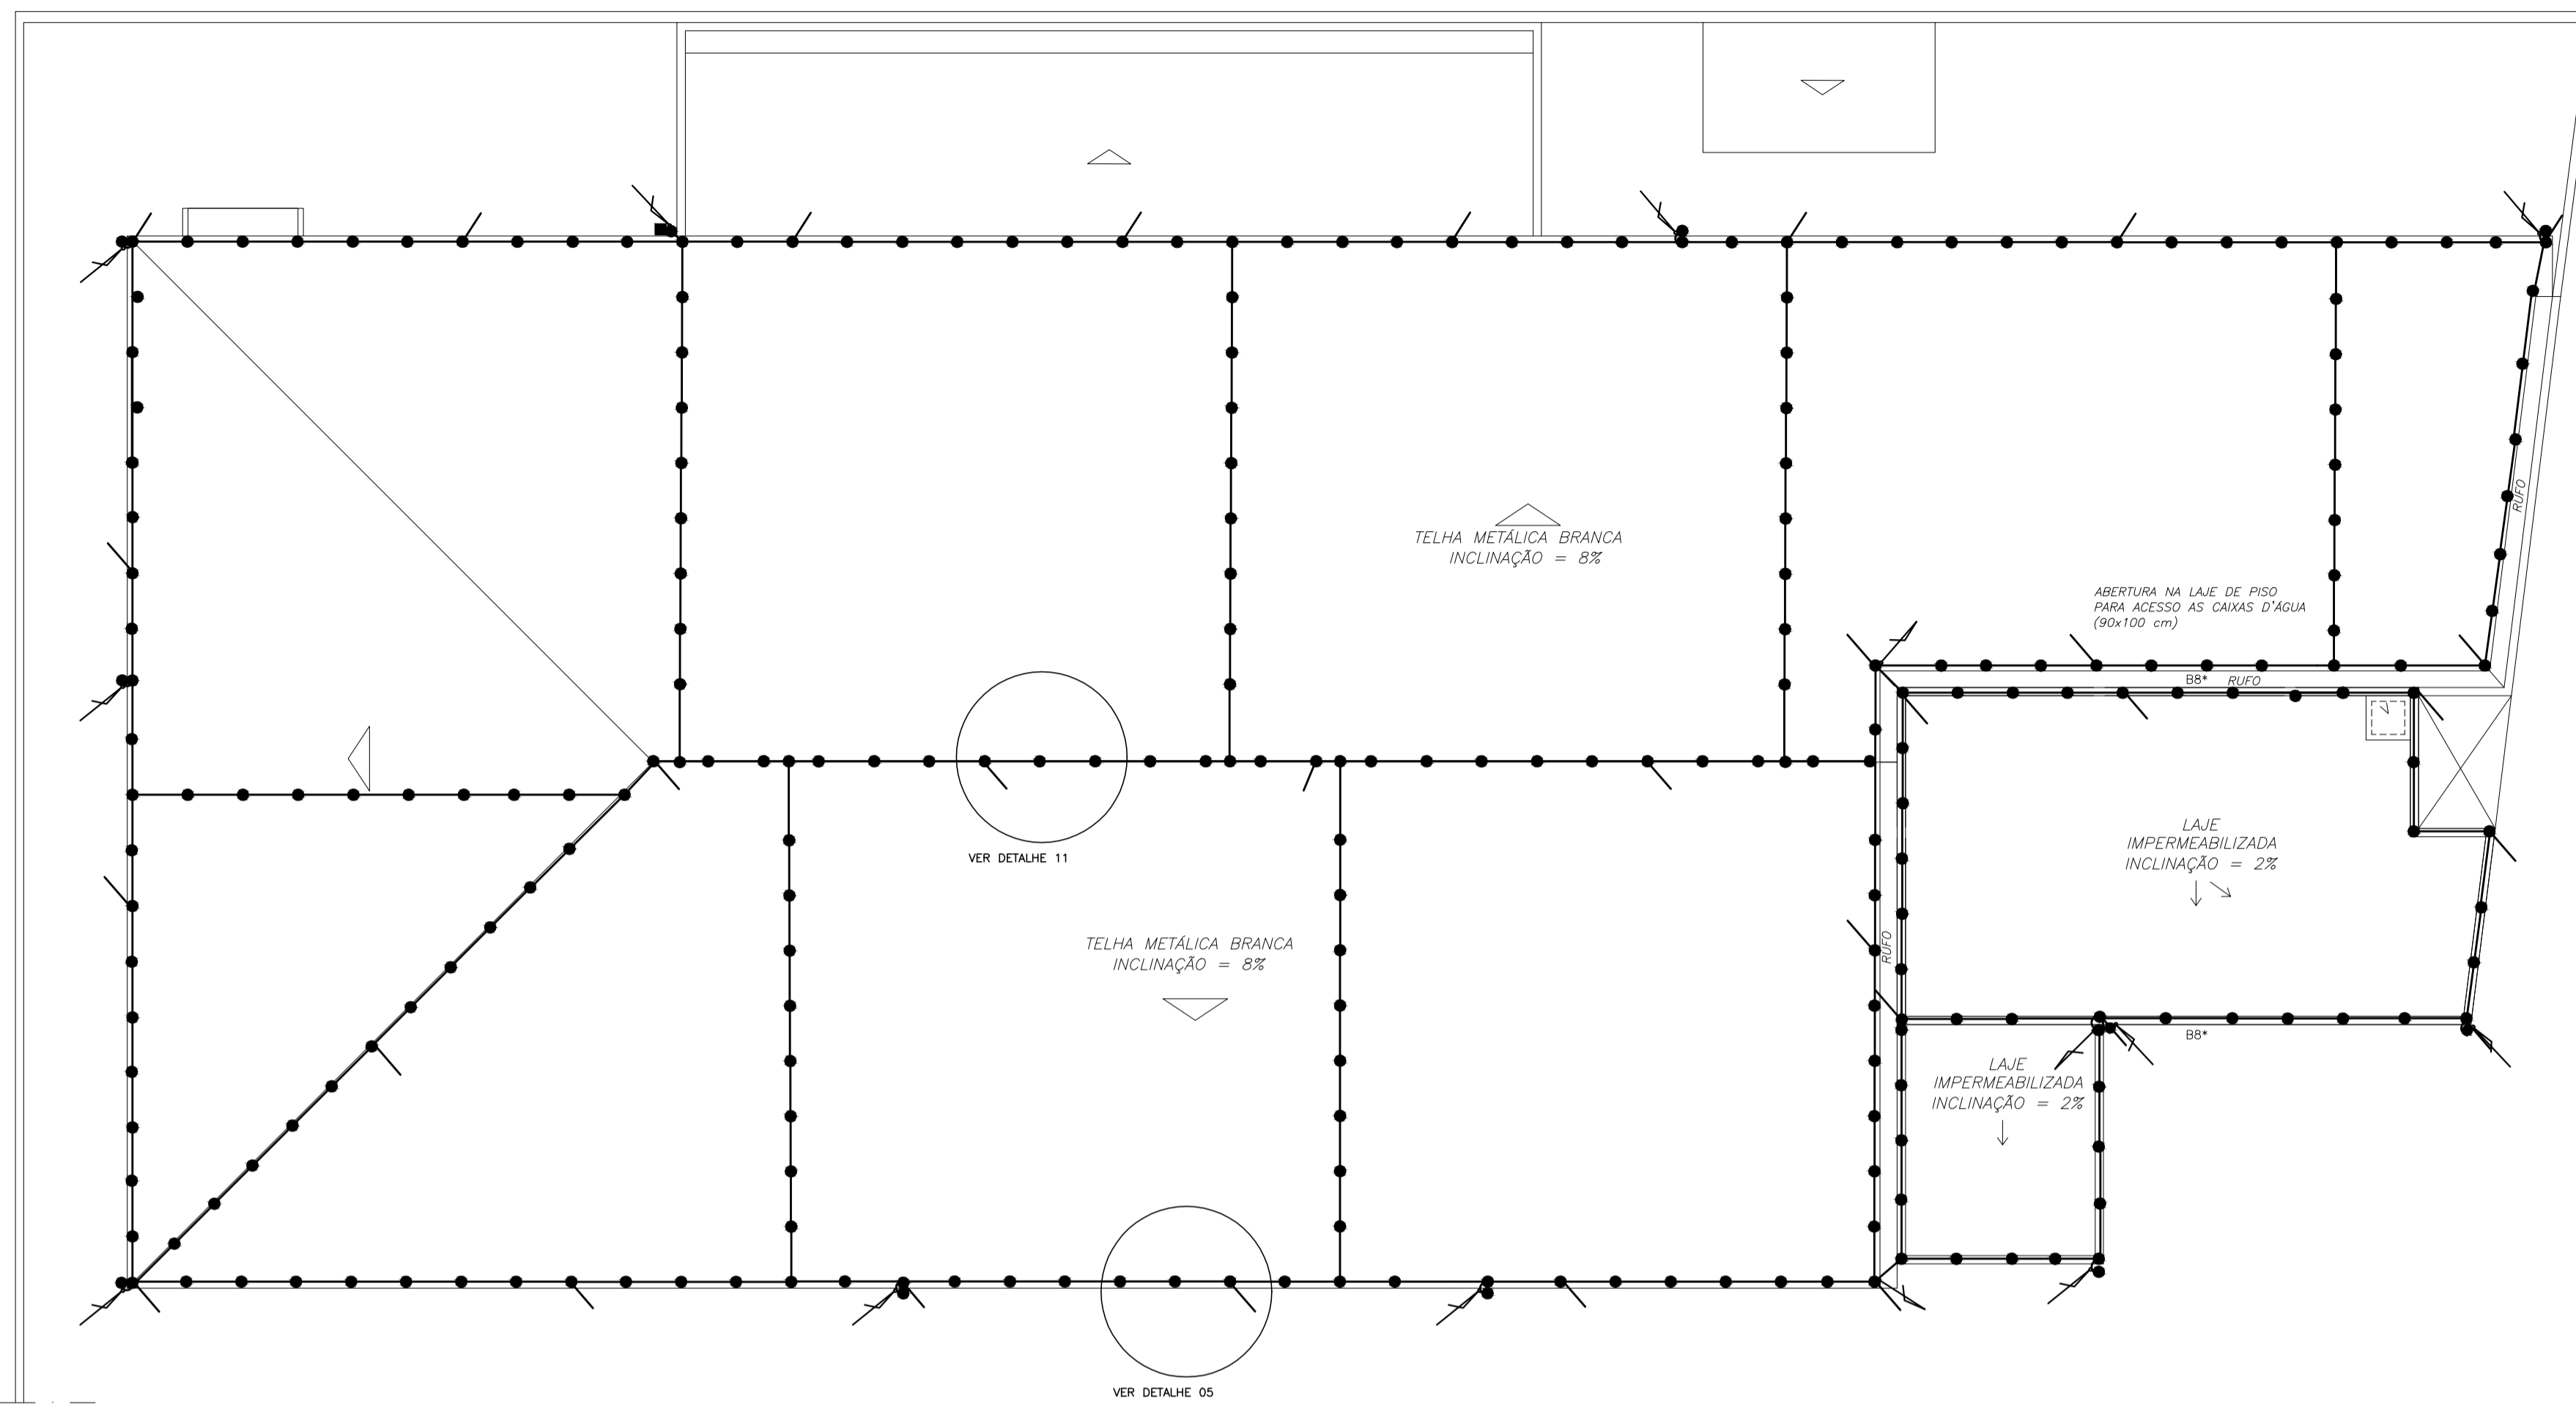 TELHA METÁLICA BRANCA
INCLINAÇÃO = 8%
RUFO
ABERTURA NA LAJE DE PISO
PARA ACESSO AS CAIXAS D'ÁGUA
(90x100 cm)
B8* RUFO
LAJE
IMPERMEABILIZADA
INCLINAÇÃO = 2%
VER DETALHE 11
TELHA METÁLICA BRANCA
INCLINAÇÃO = 8%
RUFO
B8*
LAJE
IMPERMEABILIZADA
INCLINAÇÃO = 2%
VER DETALHE 05